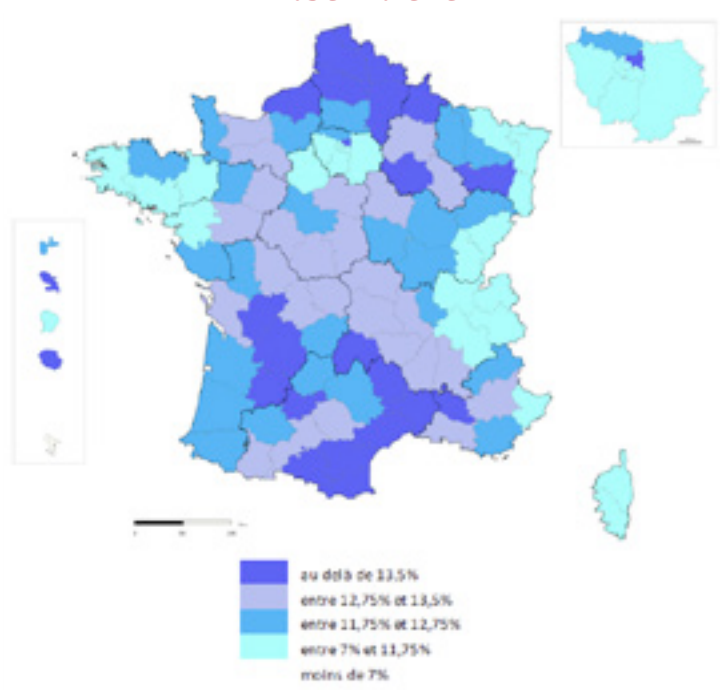 au delà de 13,5%
entre 12,75% et 13,5%
entre 11,75% et 12,75%
entre 7% et 11,75%
moins de 7%